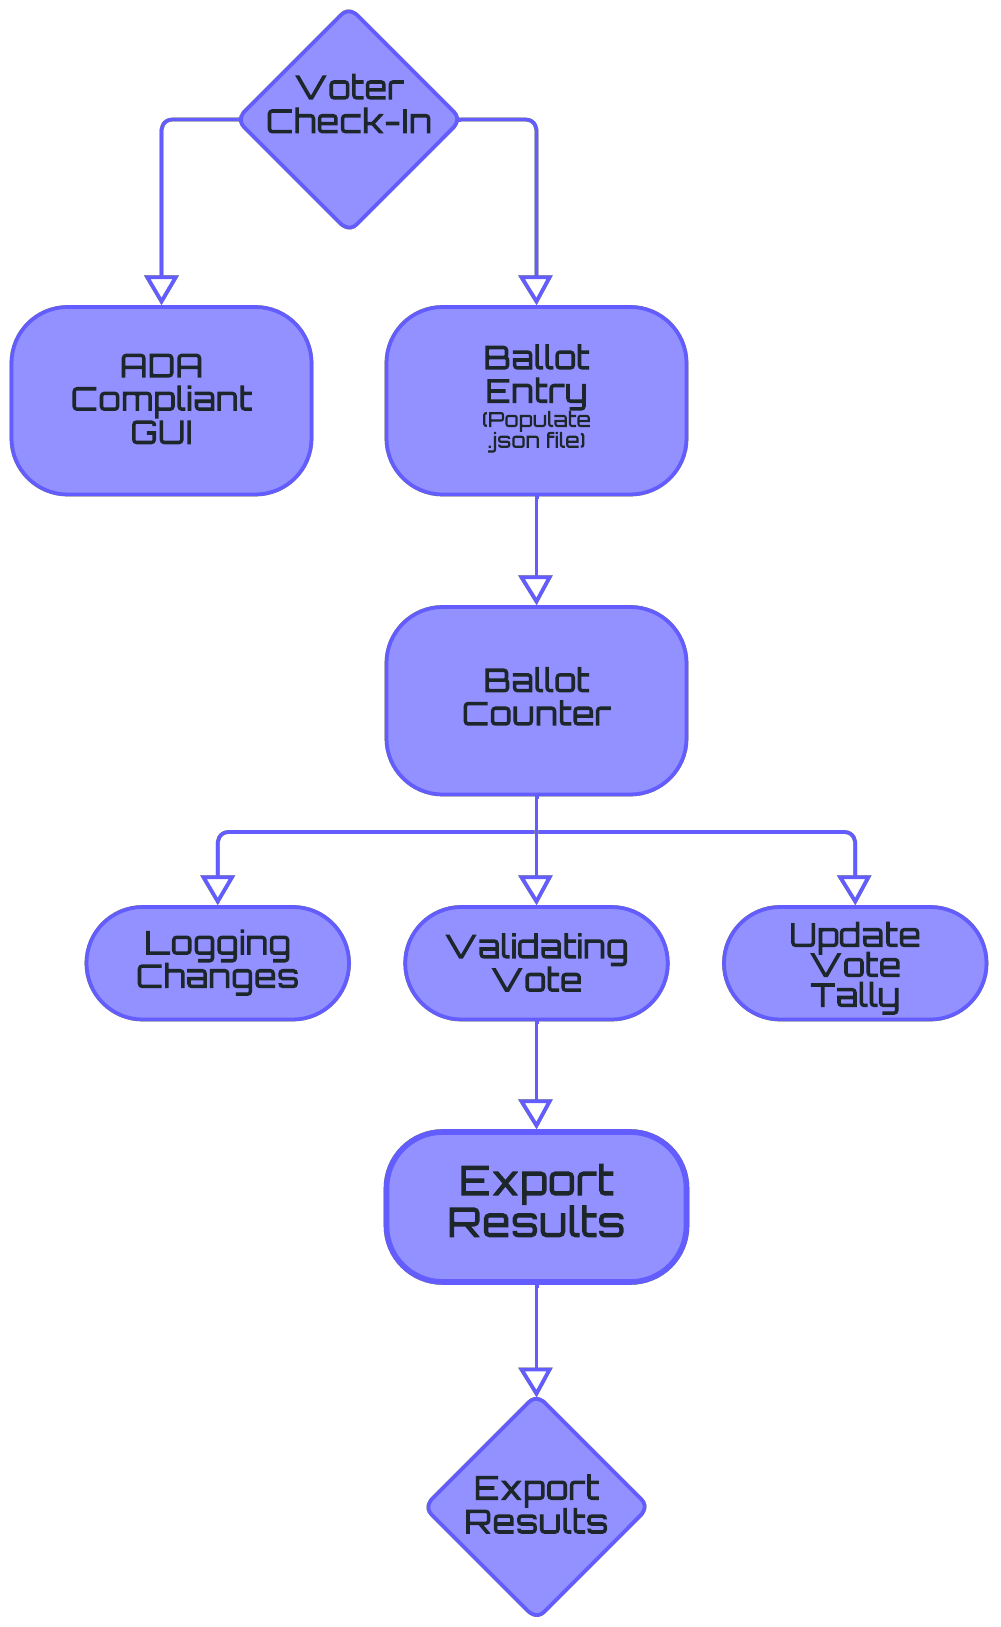 Voter
Check-In
ADA
Compliant
GUI
Ballot
Entry
(Populate
.json file)
Ballot
Counter
Logging
Changes
Validating
Vote
Update
Vote
Tally
Export
Results
Export
Results